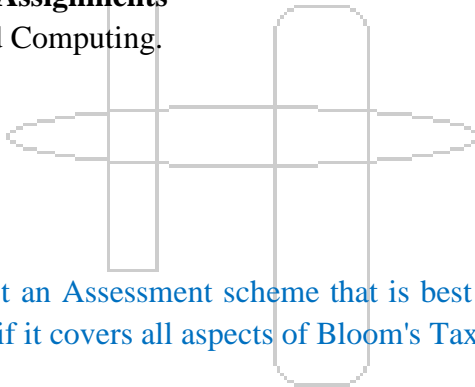 Assignments
d Computing.
t an Assessment scheme that is best
if it covers all aspects of Bloom's Tax